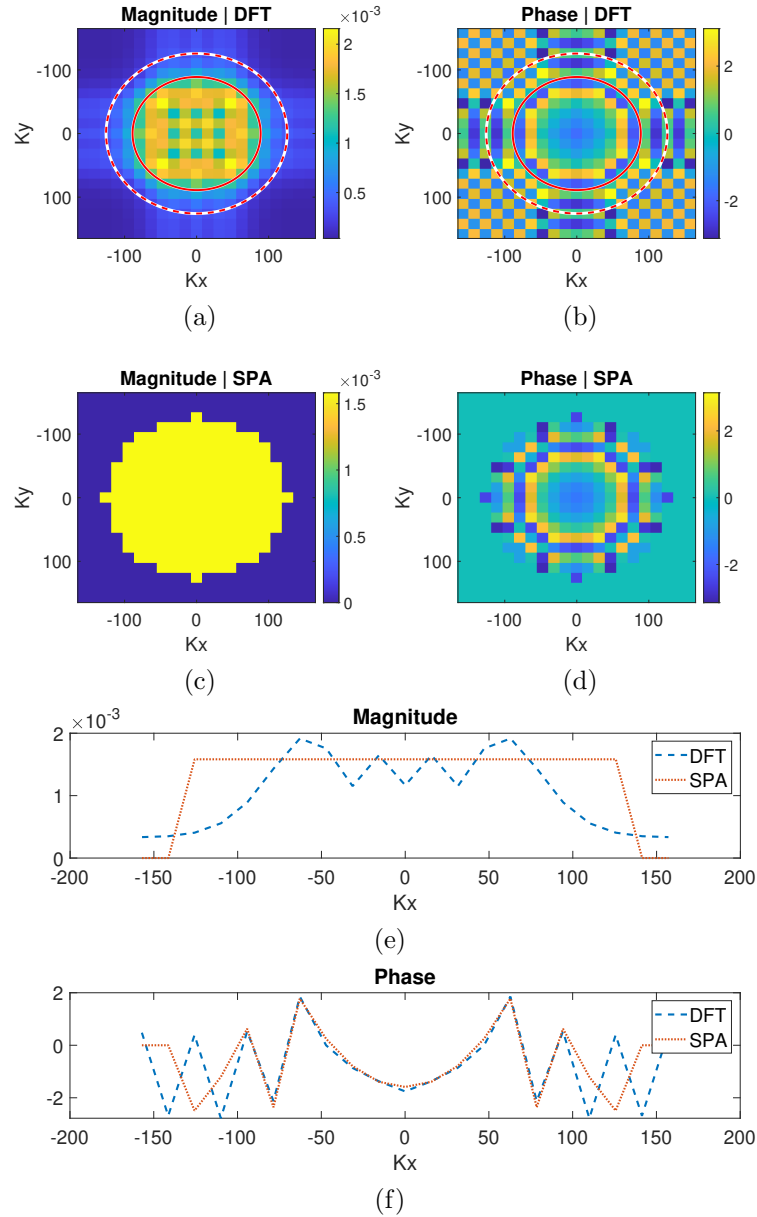 Magnitude | DFT
×10⁻³
-100
0
100
Ky
-100 0 100
Kx
2
1.5
1
0.5
(a)
Phase | DFT
-100
0
100
Ky
-100 0 100
Kx
2
0
-2
(b)
Magnitude | SPA
×10⁻³
-100
0
100
Ky
-100 0 100
Kx
1.5
1
0.5
0
(c)
Phase | SPA
-100
0
100
Ky
-100 0 100
Kx
2
0
-2
(d)
×10⁻³
Magnitude
2
1
0
DFT
SPA
-200 -150 -100 -50 0 50 100 150 200
Kx
(e)
Phase
2
0
-2
DFT
SPA
-200 -150 -100 -50 0 50 100 150 200
Kx
(f)